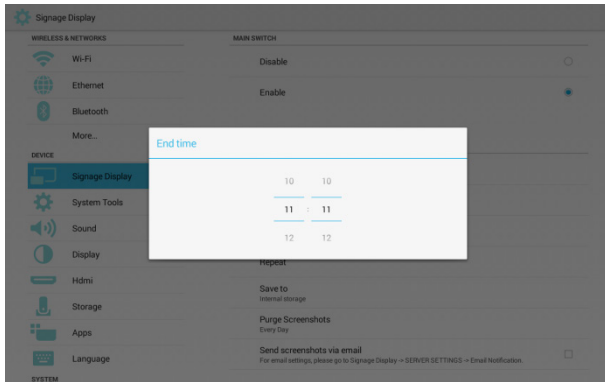 Signage Display
WIRELESS & NETWORKS
Wi-Fi
Ethernet
Bluetooth
More..
DEVICE
Signage Display
System Tools
Sound
Display
Hdmi
Storage
Apps
Language
SYSTEM
MAIN SWITCH
Disable
Enable
End time
10 10
11 : 11
12 12
Repeat
Save to
Internal storage
Purge Screenshots
Every Day
Send screenshots via email
For email settings, please go to Signage Display -> SERVER SETTINGS -> Email Notification.